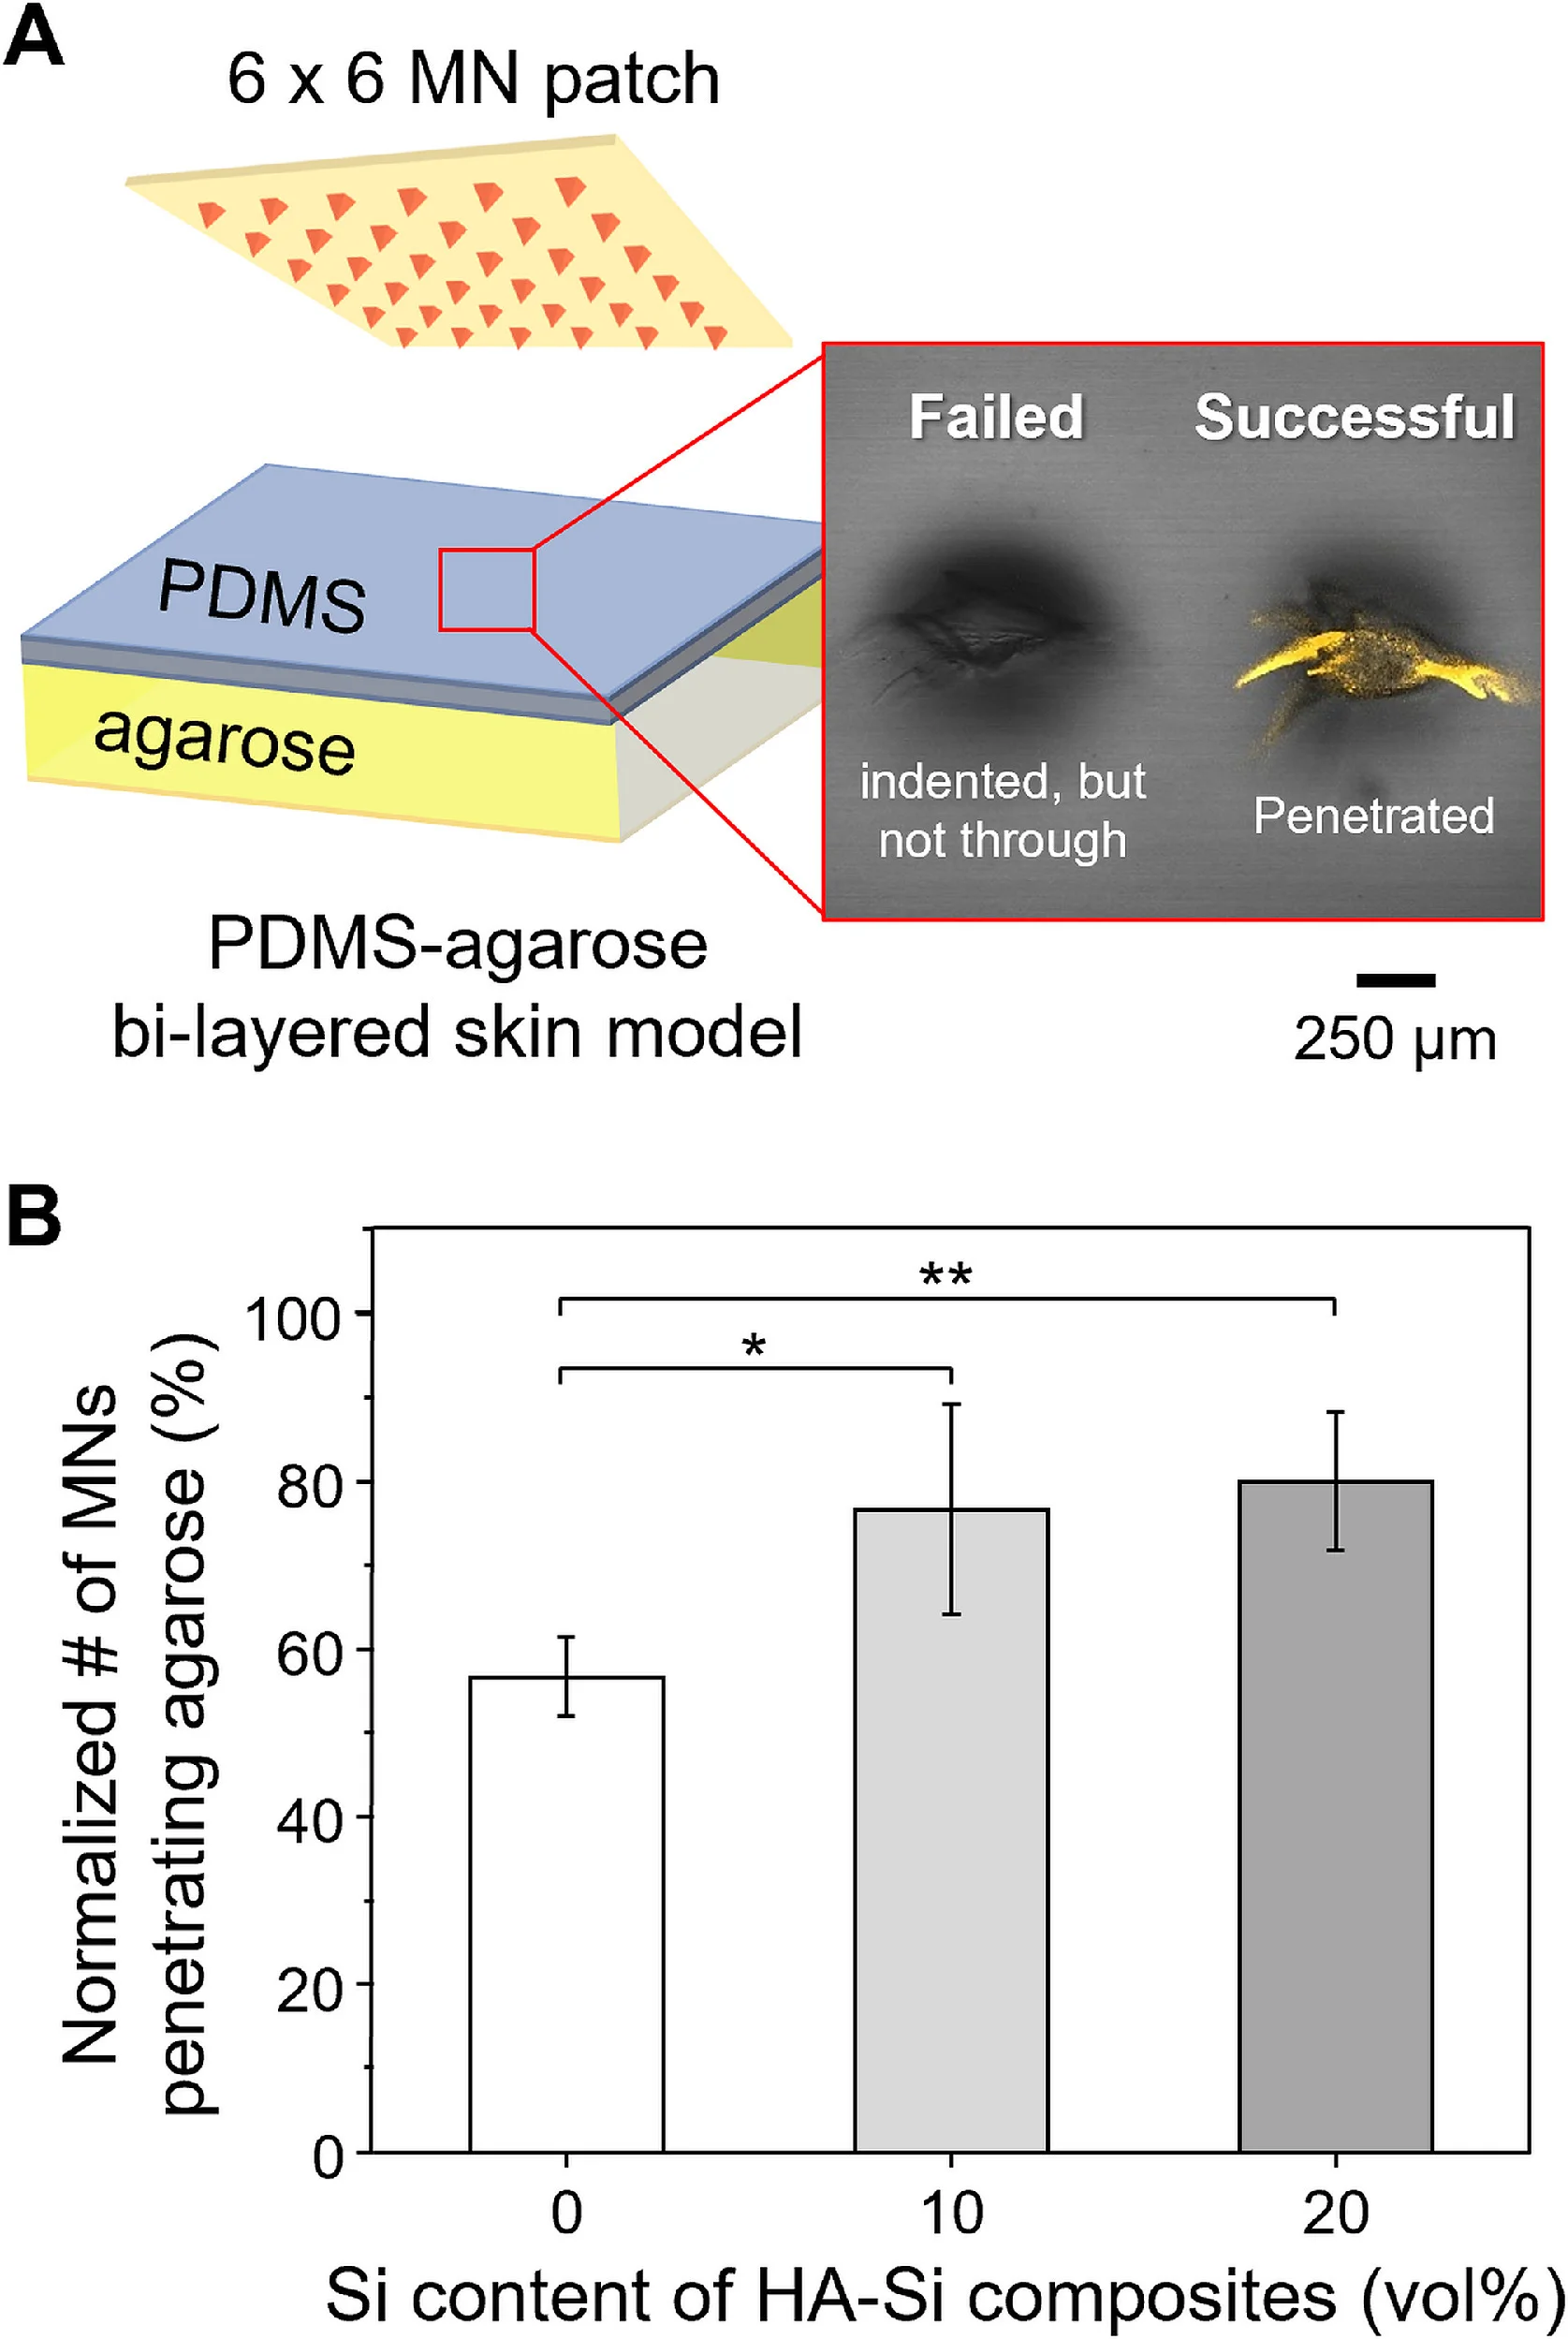 A
6 x 6 MN patch
Failed
Successful
PDMS
agarose
indented, but
not through
Penetrated
PDMS-agarose
bi-layered skin model
250 µm
B
Normalized # of MNs
penetrating agarose (%)
100
80
60
40
20
0
**
*
0
10
20
Si content of HA-Si composites (vol%)